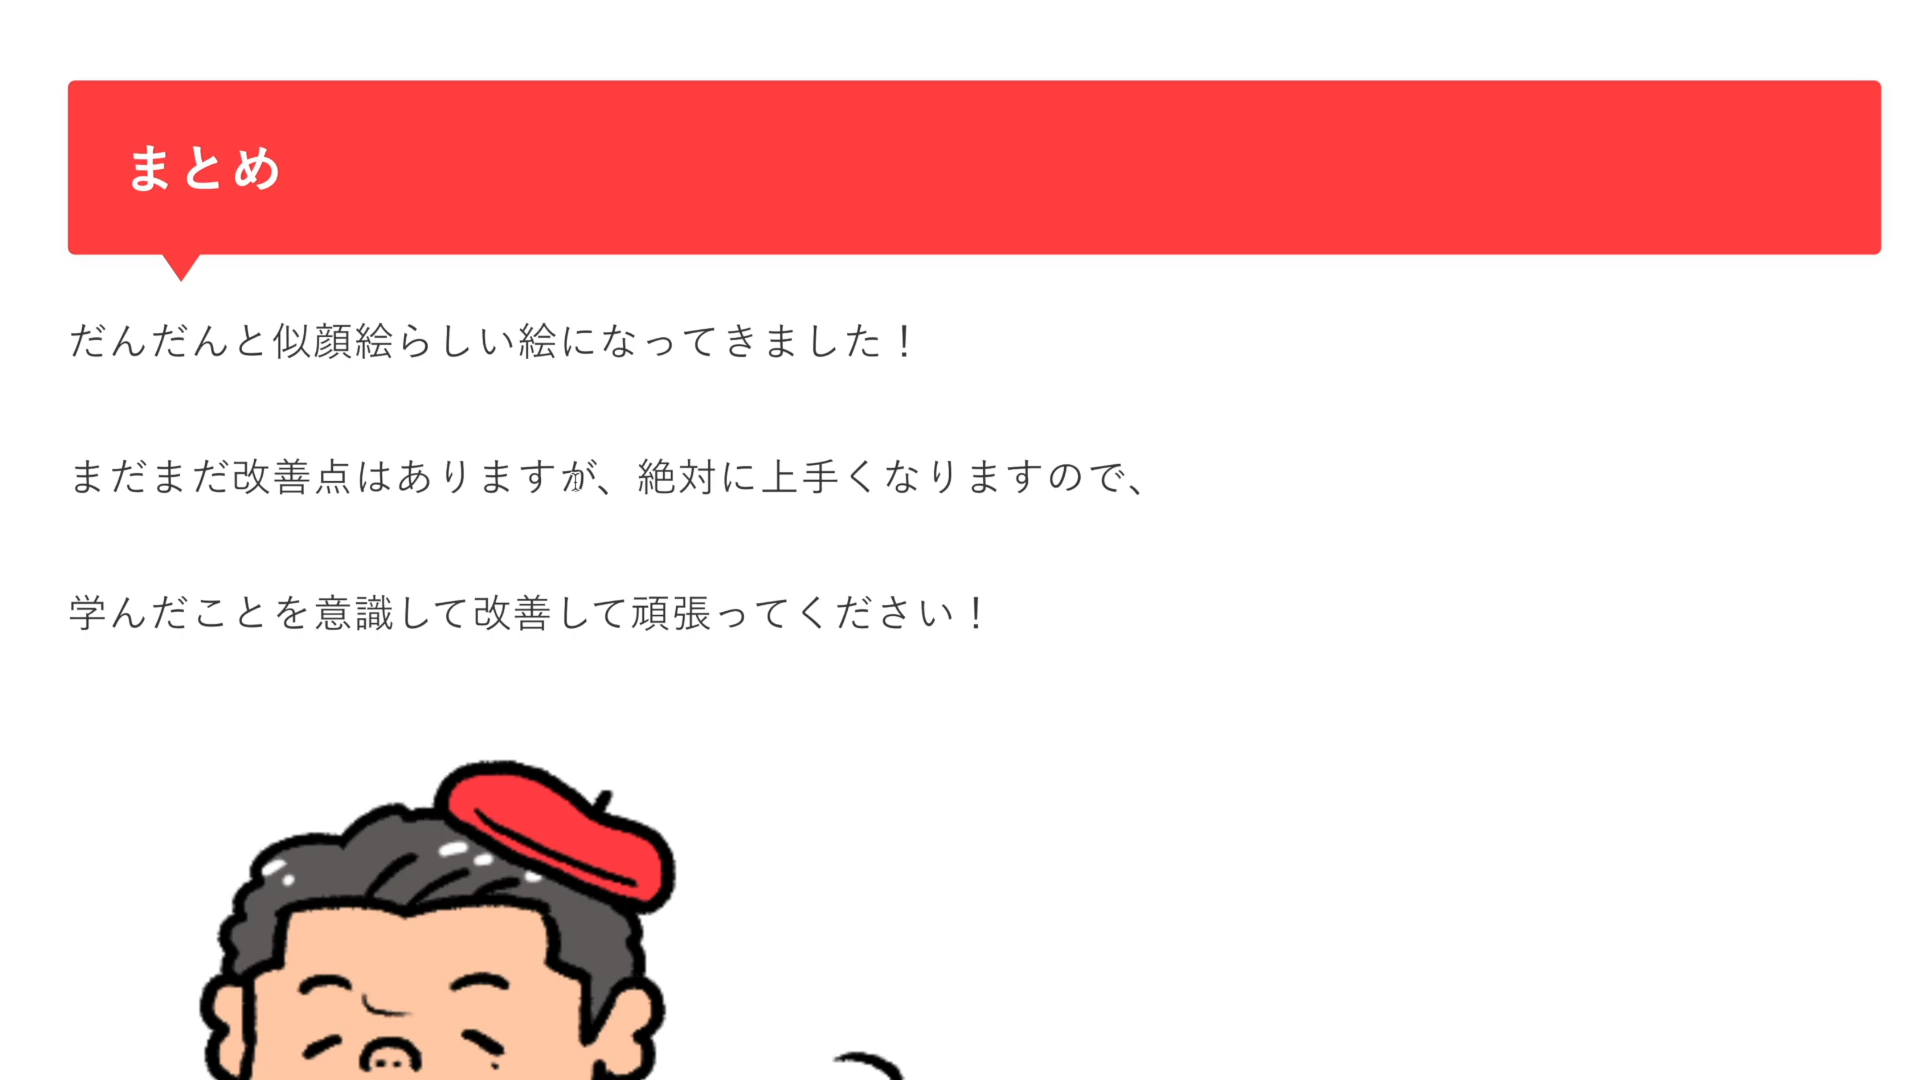 まとめ
だんだんと似顔絵らしい絵になってきました！
まだまだ改善点はありますが、絶対に上手くなりますので、
学んだことを意識して改善して頑張ってください！